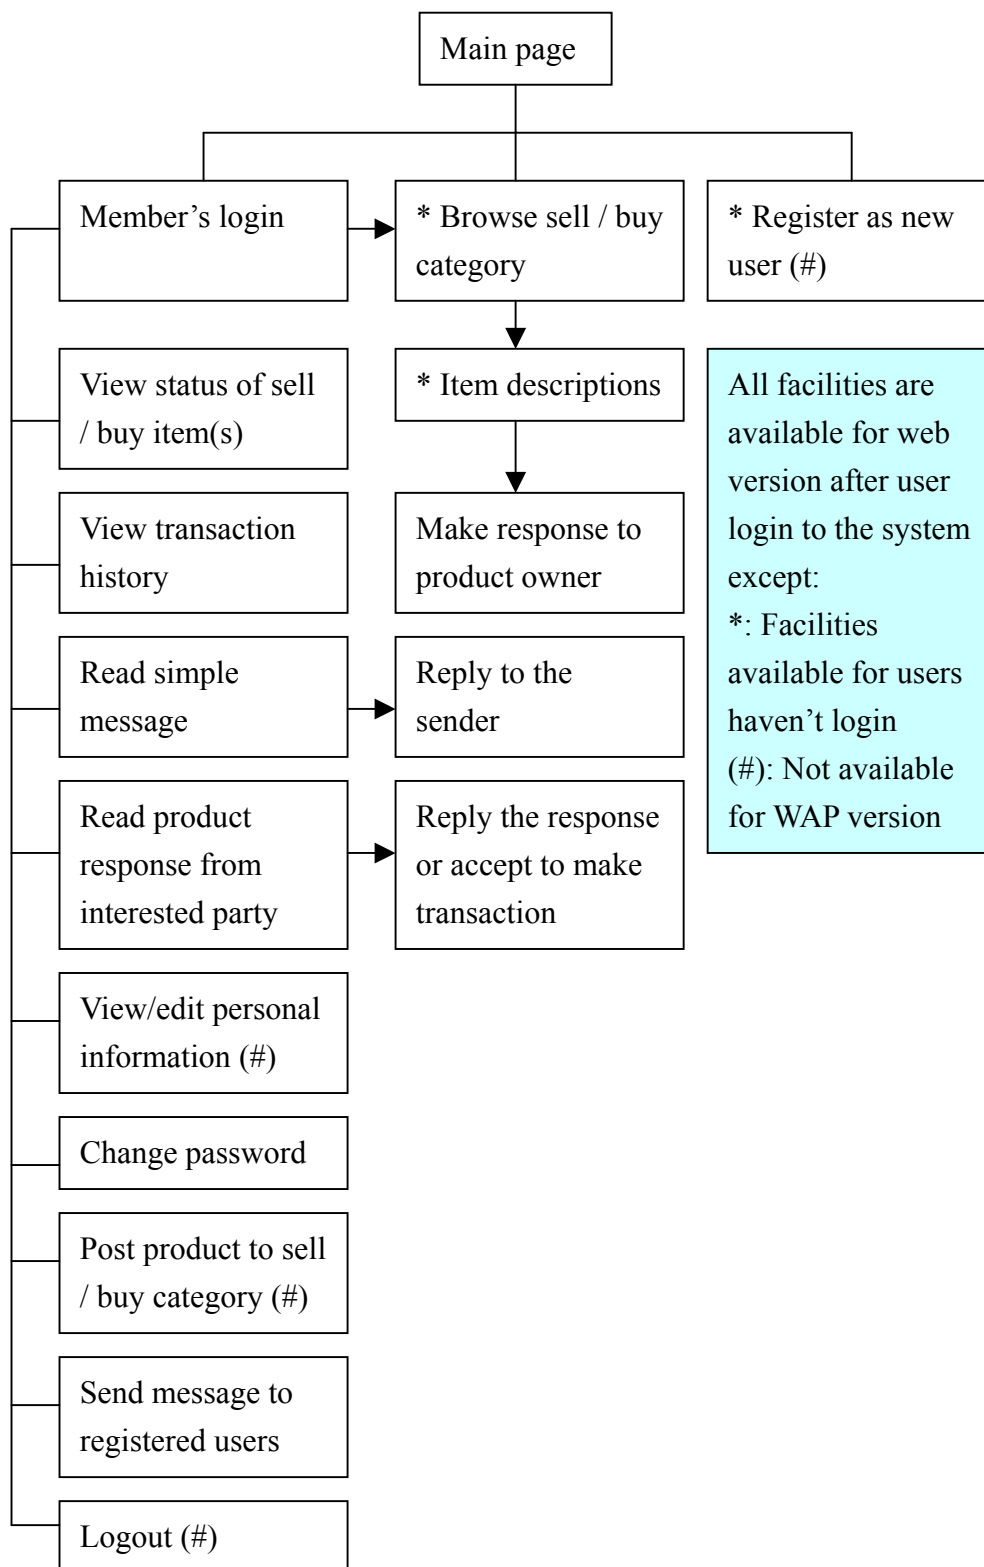 Main page
Member’s login
* Browse sell / buy
category
* Register as new
user (#)
View status of sell
/ buy item(s)
* Item descriptions
All facilities are
available for web
version after user
login to the system
except:
*: Facilities
available for users
haven’t login
(#): Not available
for WAP version
View transaction
history
Make response to
product owner
Read simple
message
Reply to the
sender
Read product
response from
interested party
Reply the response
or accept to make
transaction
View/edit personal
information (#)
Change password
Post product to sell
/ buy category (#)
Send message to
registered users
Logout (#)